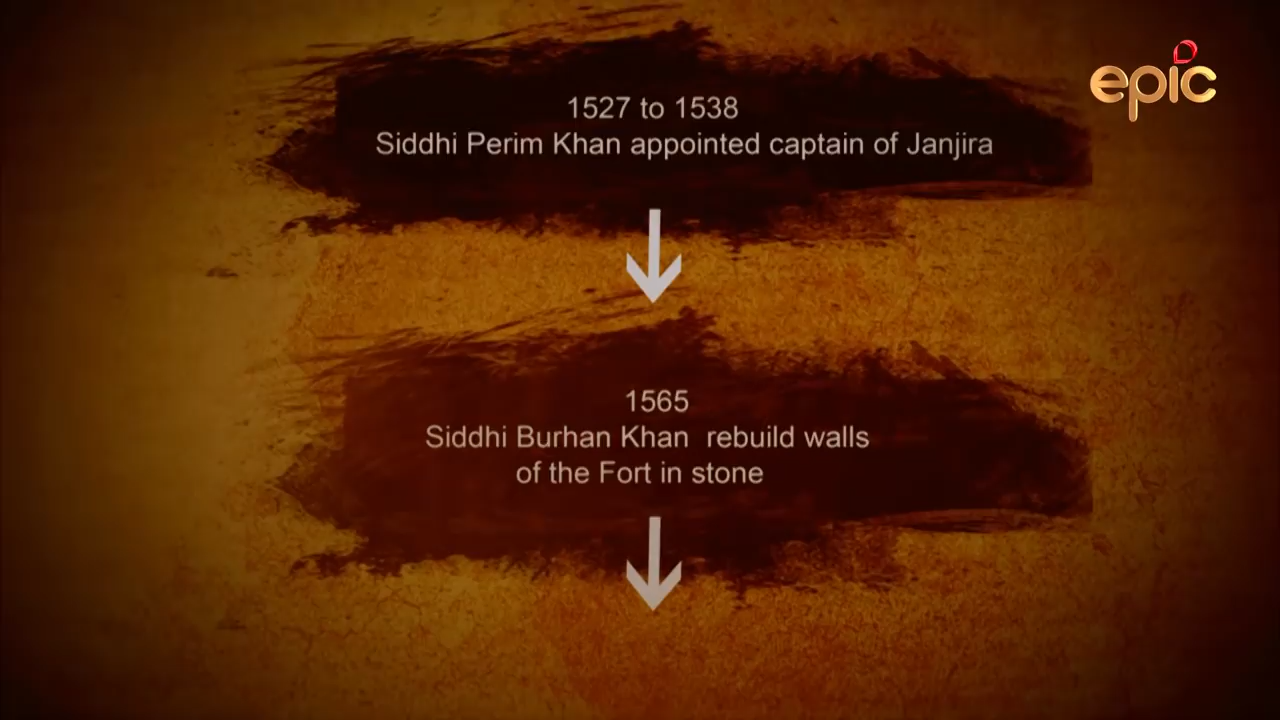 epic
1527 to 1538
Siddhi Perim Khan appointed captain of Janjira
1565
Siddhi Burhan Khan  rebuild walls
of the Fort in stone